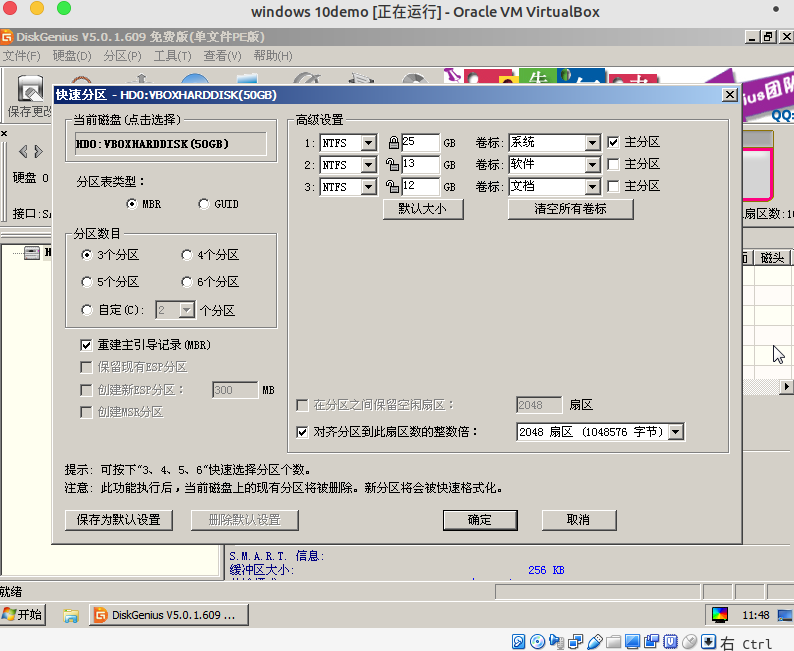 windows 10demo [正在运行] - Oracle VM VirtualBox
DiskGenius V5.0.1.609 免费版(单文件PE版)
文件(F) 硬盘(D) 分区(P) 工具(T) 查看(V) 帮助(H)
保存更改
ius团队
QQ:
快速分区 - HD0:VBOXHARDDISK(50GB)
当前磁盘(点击选择)
HD0:VBOXHARDDISK(50GB)
分区表类型:
MBR GUID
分区数目
3个分区 4个分区
5个分区 6个分区
自定(C): 2 个分区
重建主引导记录(MBR)
保留现有ESP分区
创建新ESP分区: 300 MB
创建MSR分区
高级设置
1: NTFS 25 GB 卷标: 系统 主分区
2: NTFS 13 GB 卷标: 软件 主分区
3: NTFS 12 GB 卷标: 文档 主分区
默认大小 清空所有卷标
在分区之间保留空闲扇区: 2048 扇区
对齐分区到此扇区数的整数倍: 2048 扇区 (1048576 字节)
提示: 可按下"3、4、5、6"快速选择分区个数。
注意: 此功能执行后,当前磁盘上的现有分区将被删除。新分区将会被快速格式化。
保存为默认设置 删除默认设置 确定 取消
硬盘 0
接口:SA
扇区数:10
磁头
S.M.A.R.T. 信息:
缓冲区大小: 256 KB
就绪
开始 DiskGenius V5.0.1.609 ... 11:48
右 Ctrl